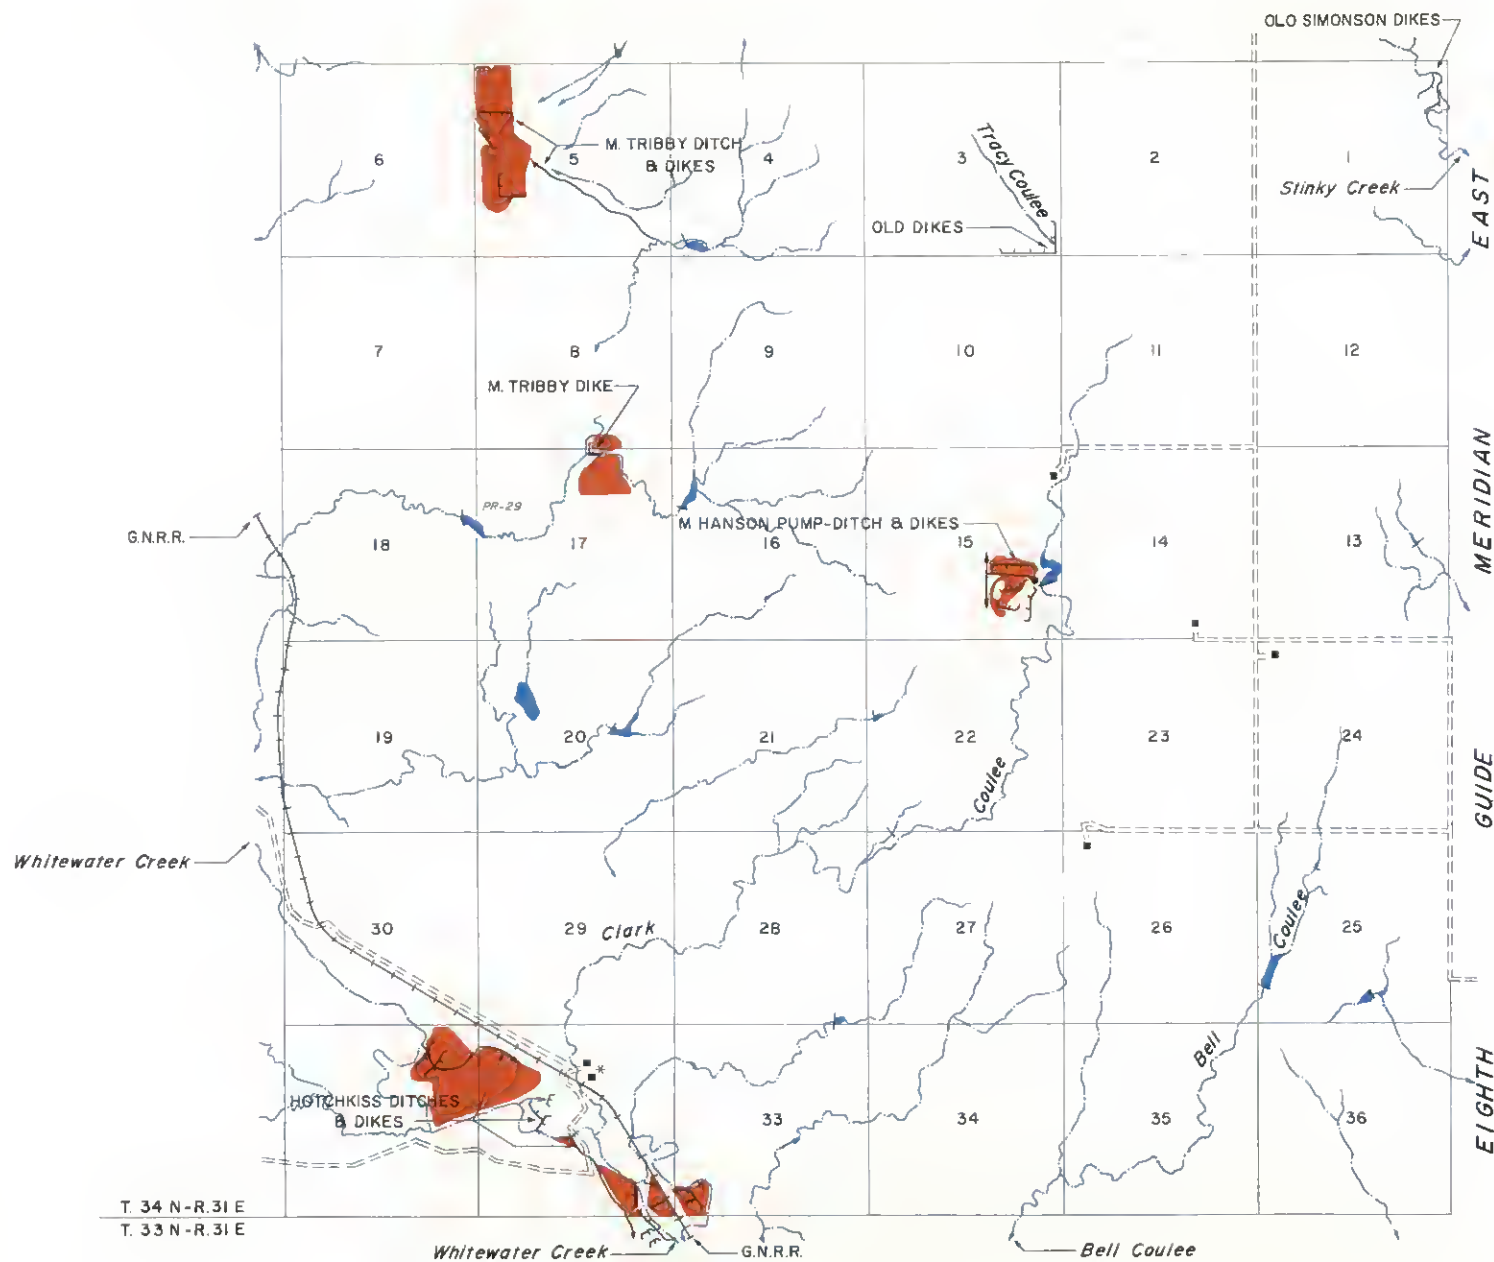 OLO SIMONSON DIKES
6
M. TRIBBY DITCH
& DIKES
5
4
3
Tracy Coulee
2
1
Stinky Creek
EAST
OLD DIKES
7
8
9
10
11
12
M. TRIBBY DIKE
MERIDIAN
PR-29
G.N.R.R.
M HANSON PUMP-DITCH & DIKES
18
17
16
15
14
13
19
20
21
22
23
24
Coulee
GUIDE
Whitewater Creek
30
29
Clark
28
27
26
Coulee
25
Bell
*
HOTCHKISS DITCHES
& DIKES
E
33
34
35
36
EIGHTH
T. 34 N-R.31 E
T. 33 N-R.31 E
Whitewater Creek
G.N.R.R.
Bell Coulee